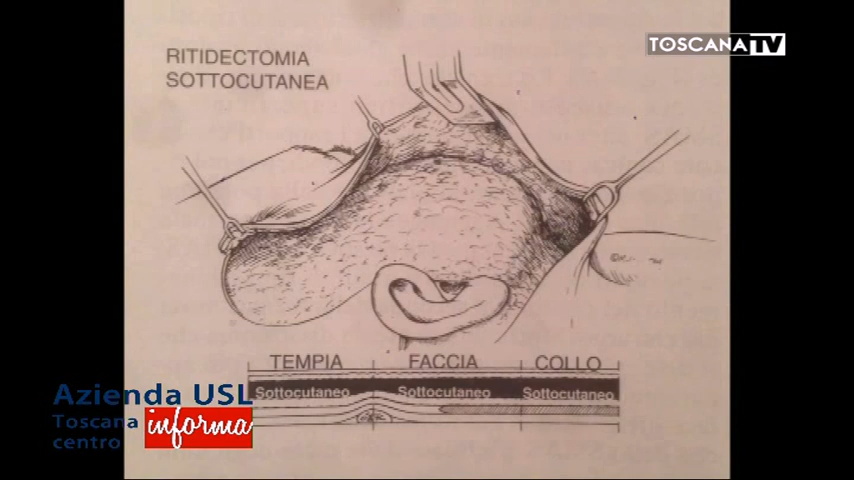 TOSCANA TV
RITIDECTOMIA
SOTTOCUTANEA
TEMPIA FACCIA COLLO
Sottocutaneo Sottocutaneo Sottocutaneo
Azienda USL
Toscana
centro
informa